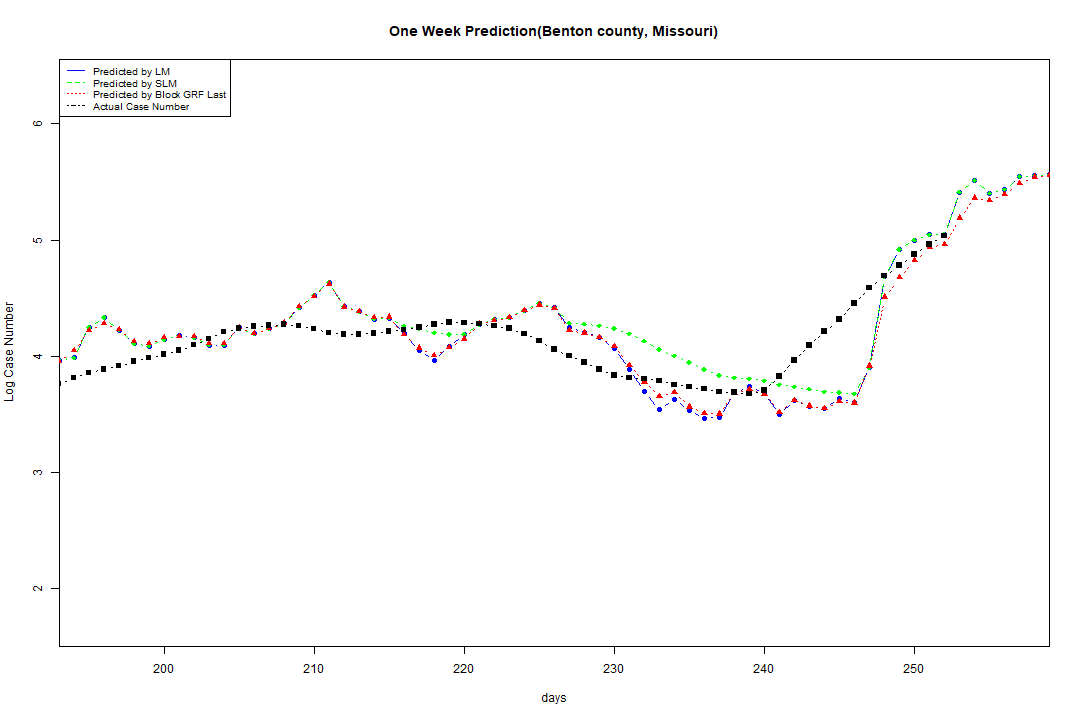 One Week Prediction(Benton county, Missouri)
Predicted by LM
Predicted by SLM
Predicted by Block GRF Last
Actual Case Number
6
5
4
3
2
Log Case Number
200 210 220 230 240 250
days